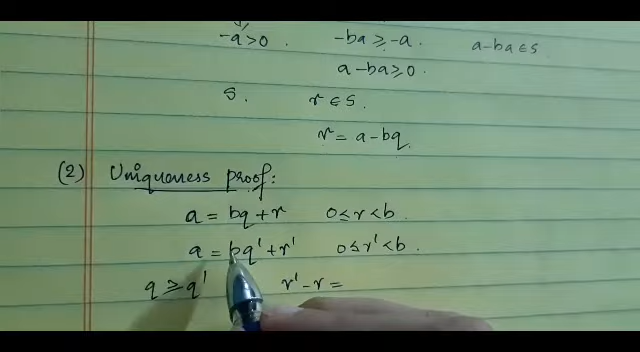 -a>0. -ba ≥ -a. a-ba ∈ S
a-ba ≥ 0.
S. r ∈ S.
r = a-bq.
(2) Uniqueness proof:
a = bq + r 0 ≤ r < b
a = bq' + r' 0 ≤ r' < b.
q ≥ q' r' - r =